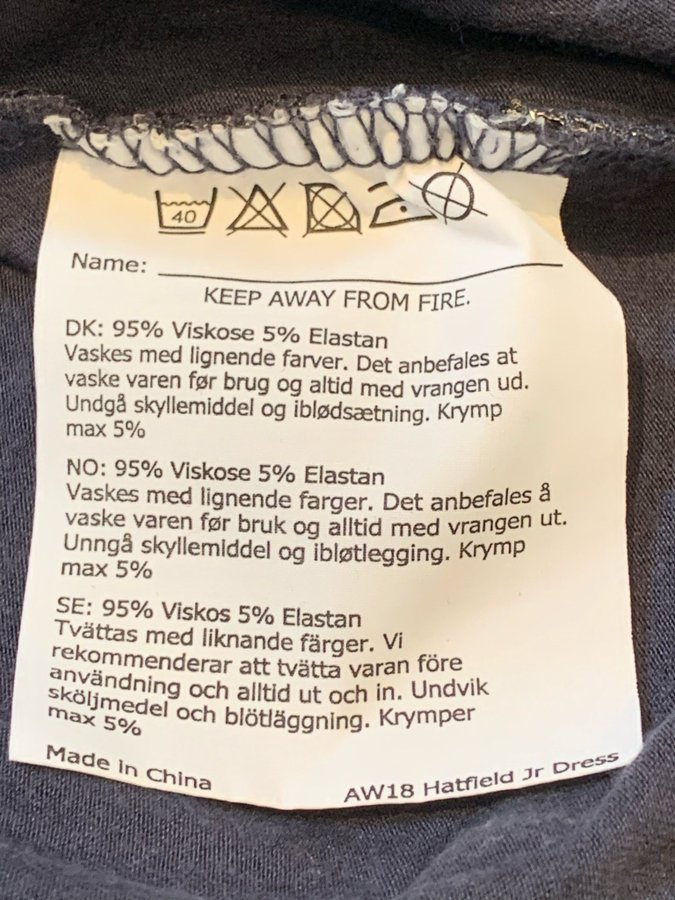 40
Name:
KEEP AWAY FROM FIRE.
DK: 95% Viskose 5% Elastan
Vaskes med lignende farver. Det anbefales at
vaske varen før brug og altid med vrangen ud.
Undgå skyllemiddel og iblødsætning. Krymp
max 5%
NO: 95% Viskose 5% Elastan
Vaskes med lignende farger. Det anbefales å
vaske varen før bruk og alltid med vrangen ut.
Unngå skyllemiddel og ibløtlegging. Krymp
max 5%
SE: 95% Viskos 5% Elastan
Tvättas med liknande färger. Vi
rekommenderar att tvätta varan före
användning och alltid ut och in. Undvik
sköljmedel och blötläggning. Krymper
max 5%
Made in China
AW18 Hatfield Jr Dress